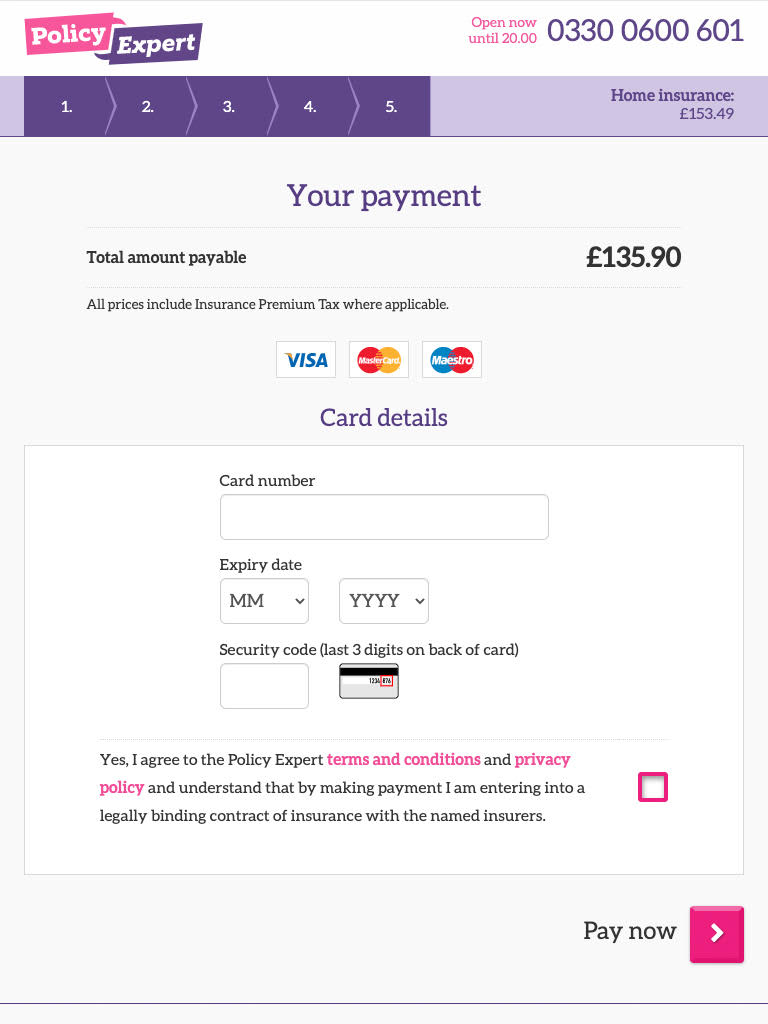 Policy Expert
Open now
until 20.00
0330 0600 601
1.
2.
3.
4.
5.
Home insurance:
£153.49
Your payment
Total amount payable
£135.90
All prices include Insurance Premium Tax where applicable.
VISA
MasterCard
Maestro
Card details
Card number
Expiry date
MM
YYYY
Security code (last 3 digits on back of card)
1234 876
Yes, I agree to the Policy Expert terms and conditions and privacy
policy and understand that by making payment I am entering into a
legally binding contract of insurance with the named insurers.
Pay now